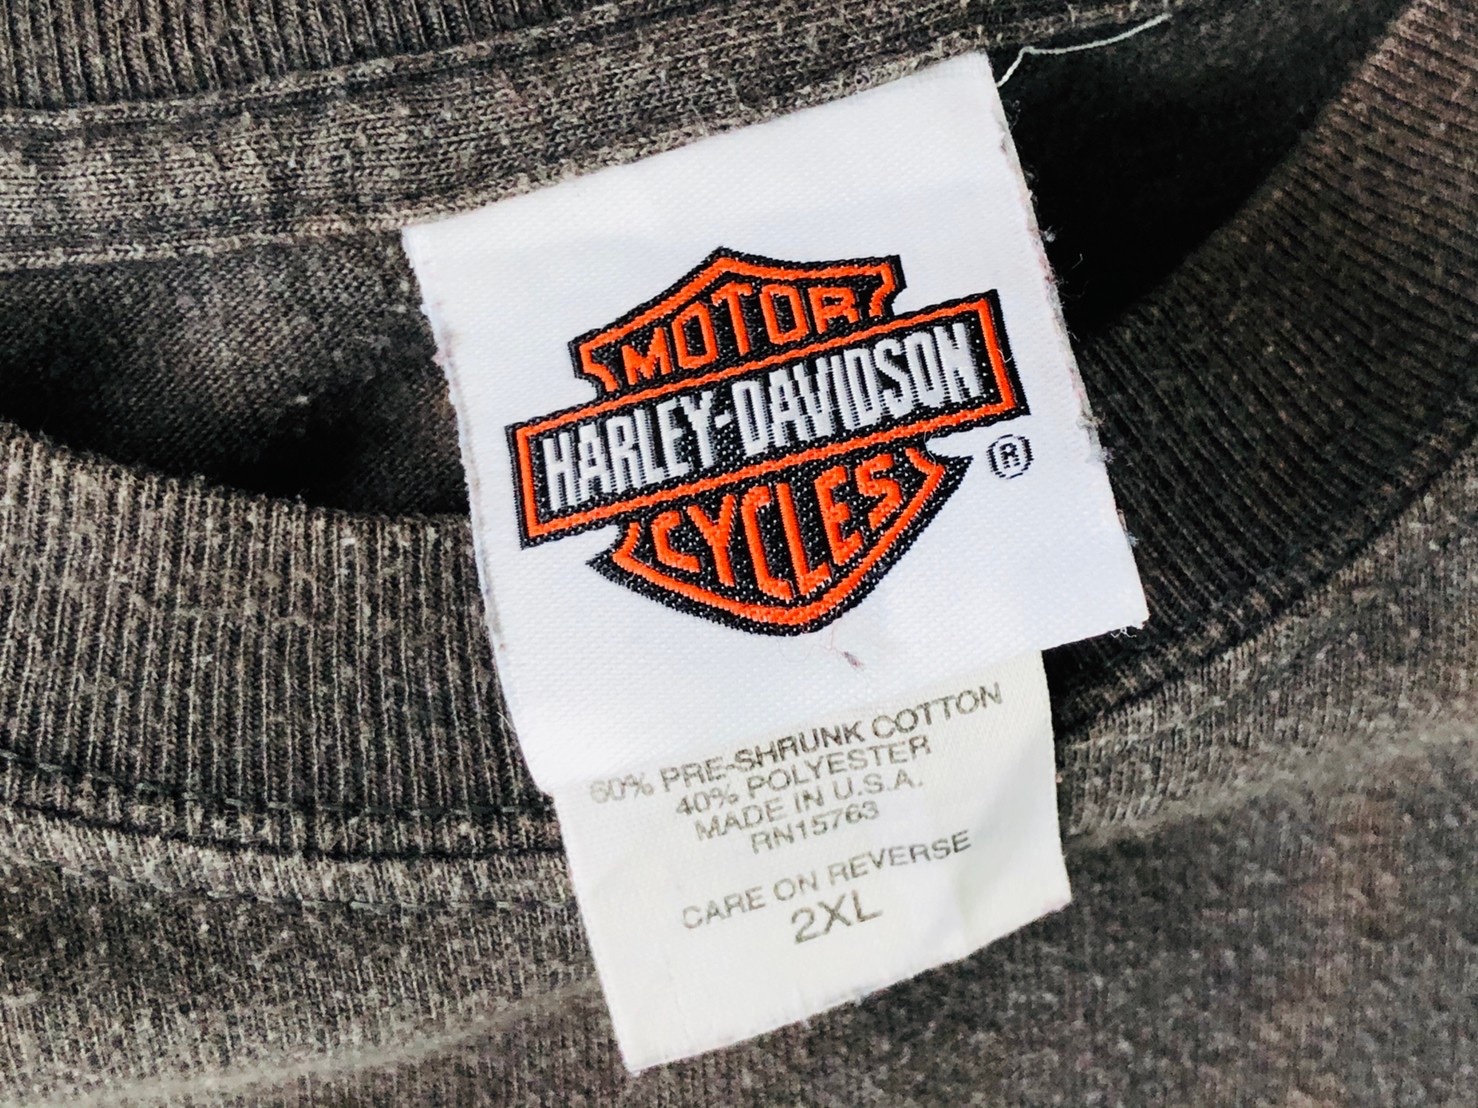 MOTOR
HARLEY-DAVIDSON
CYCLES
®
60% PRE-SHRUNK COTTON
40% POLYESTER
MADE IN U.S.A.
RN15763
CARE ON REVERSE
2XL